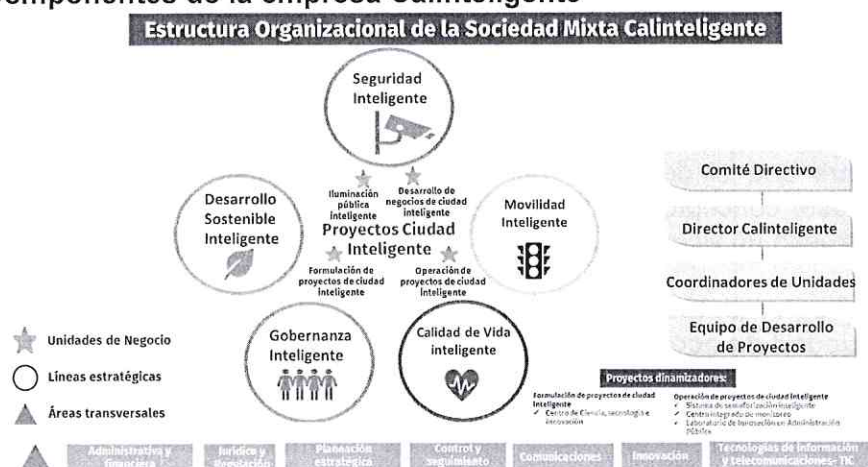 Componentes de la empresa Calinteligente
Estructura Organizacional de la Sociedad Mixta Calinteligente
Seguridad
Inteligente
Iluminación
pública
inteligente
Desarrollo de
negocios de ciudad
inteligente
Desarrollo
Sostenible
Inteligente
Movilidad
Inteligente
Proyectos Ciudad
Inteligente
Formulación de
proyectos de ciudad
inteligente
Operación de
proyectos de ciudad
inteligente
Gobernanza
Inteligente
Calidad de Vida
inteligente
Comité Directivo
Director Calinteligente
Coordinadores de Unidades
Equipo de Desarrollo
de Proyectos
Unidades de Negocio
Líneas estratégicas
Áreas transversales
Proyectos dinamizadores:
Formulación de proyectos de ciudad
inteligente
✓ Centro de Ciencia, tecnología e
innovación
Operación de proyectos de ciudad inteligente
✓ Sistema de semaforización inteligente
✓ Centro integrado de monitoreo
✓ Laboratorio de Innovación en Administración
Pública
Administrativa y
financiera
Jurídico y
Regulación
Planeación
estratégica
Control y
seguimiento
Comunicaciones
Innovación
Tecnologías de Información
y telecomunicaciones- TIC